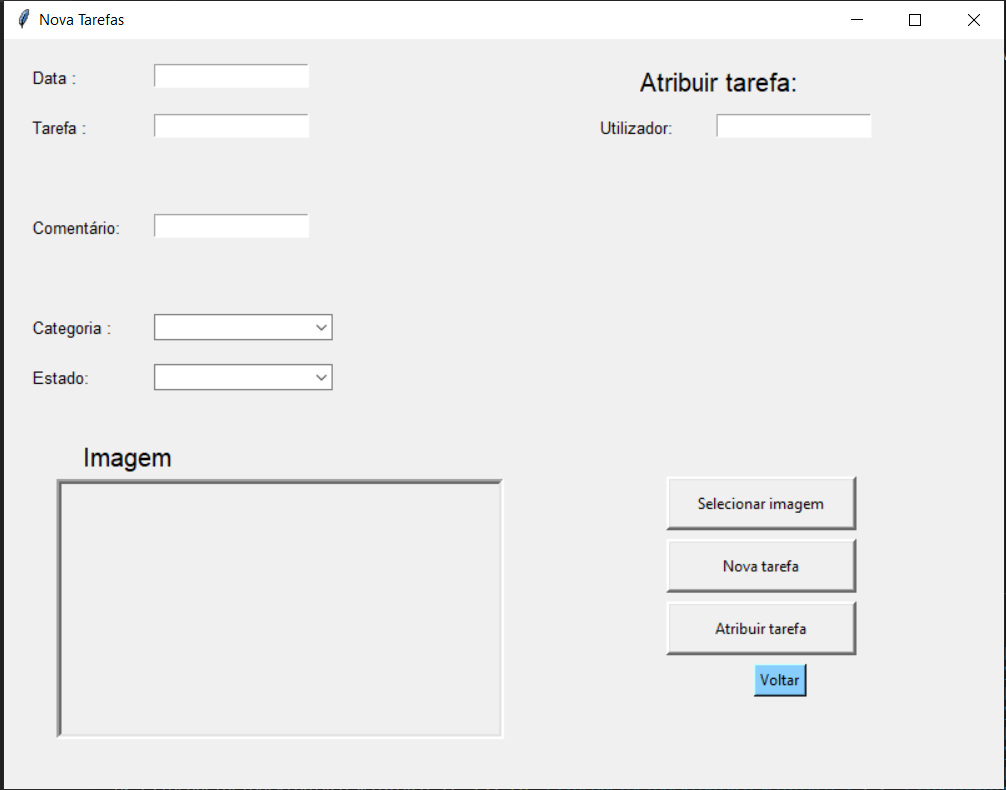 Nova Tarefas
Data :
Atribuir tarefa:
Tarefa :
Utilizador:
Comentário:
Categoria :
Estado:
Imagem
Selecionar imagem
Nova tarefa
Atribuir tarefa
Voltar